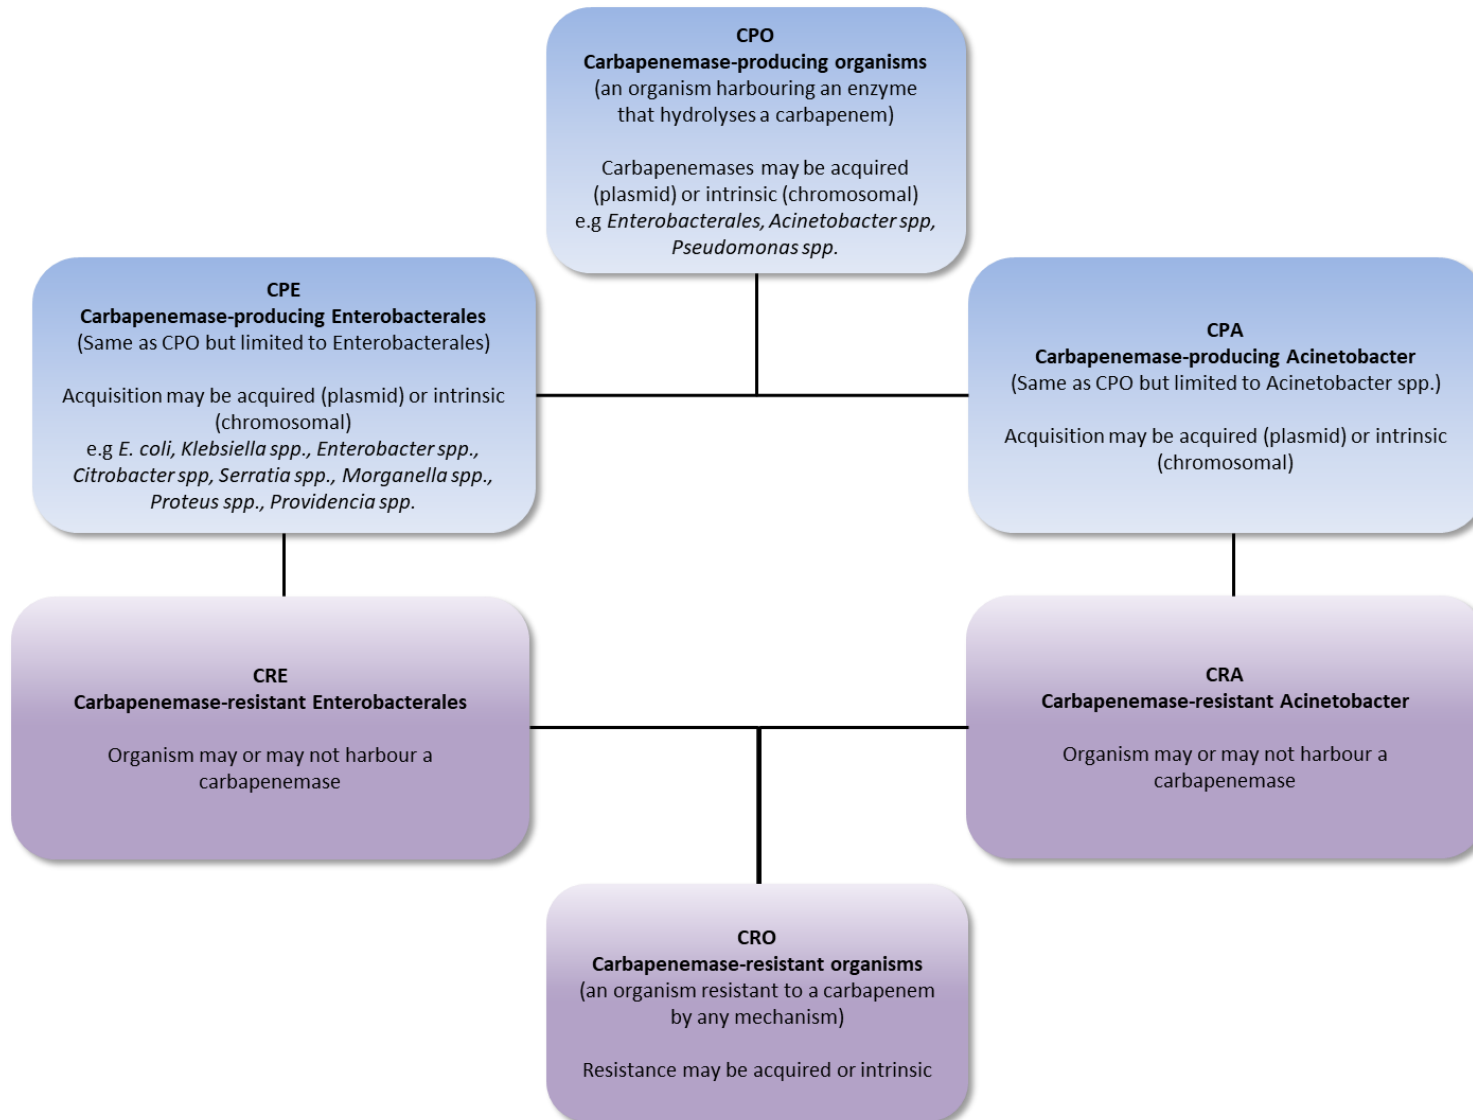 CPO
Carbapenemase-producing organisms
(an organism harbouring an enzyme
that hydrolyses a carbapenem)
Carbapenemases may be acquired
(plasmid) or intrinsic (chromosomal)
e.g Enterobacterales, Acinetobacter spp,
Pseudomonas spp.
CPE
Carbapenemase-producing Enterobacterales
(Same as CPO but limited to Enterobacterales)
Acquisition may be acquired (plasmid) or intrinsic
(chromosomal)
e.g E. coli, Klebsiella spp., Enterobacter spp.,
Citrobacter spp, Serratia spp., Morganella spp.,
Proteus spp., Providencia spp.
CPA
Carbapenemase-producing Acinetobacter
(Same as CPO but limited to Acinetobacter spp.)
Acquisition may be acquired (plasmid) or intrinsic
(chromosomal)
CRE
Carbapenemase-resistant Enterobacterales
Organism may or may not harbour a
carbapenemase
CRA
Carbapenemase-resistant Acinetobacter
Organism may or may not harbour a
carbapenemase
CRO
Carbapenemase-resistant organisms
(an organism resistant to a carbapenem
by any mechanism)
Resistance may be acquired or intrinsic